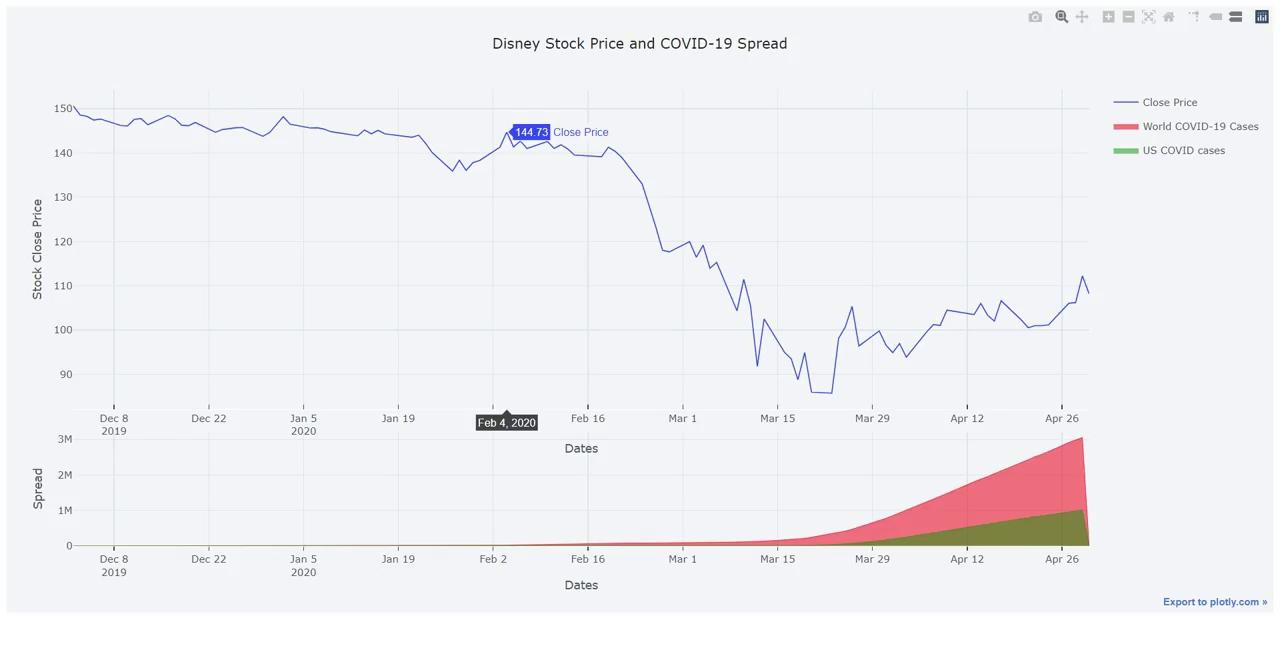 Disney Stock Price and COVID-19 Spread
Close Price
World COVID-19 Cases
US COVID cases
Stock Close Price
150
140
130
120
110
100
90
144.73 Close Price
Dec 8
2019
Dec 22
Jan 5
2020
Jan 19
Feb 4, 2020
Feb 16
Mar 1
Mar 15
Mar 29
Apr 12
Apr 26
Dates
Spread
3M
2M
1M
0
Dec 8
2019
Dec 22
Jan 5
2020
Jan 19
Feb 2
Feb 16
Mar 1
Mar 15
Mar 29
Apr 12
Apr 26
Dates
Export to plotly.com »